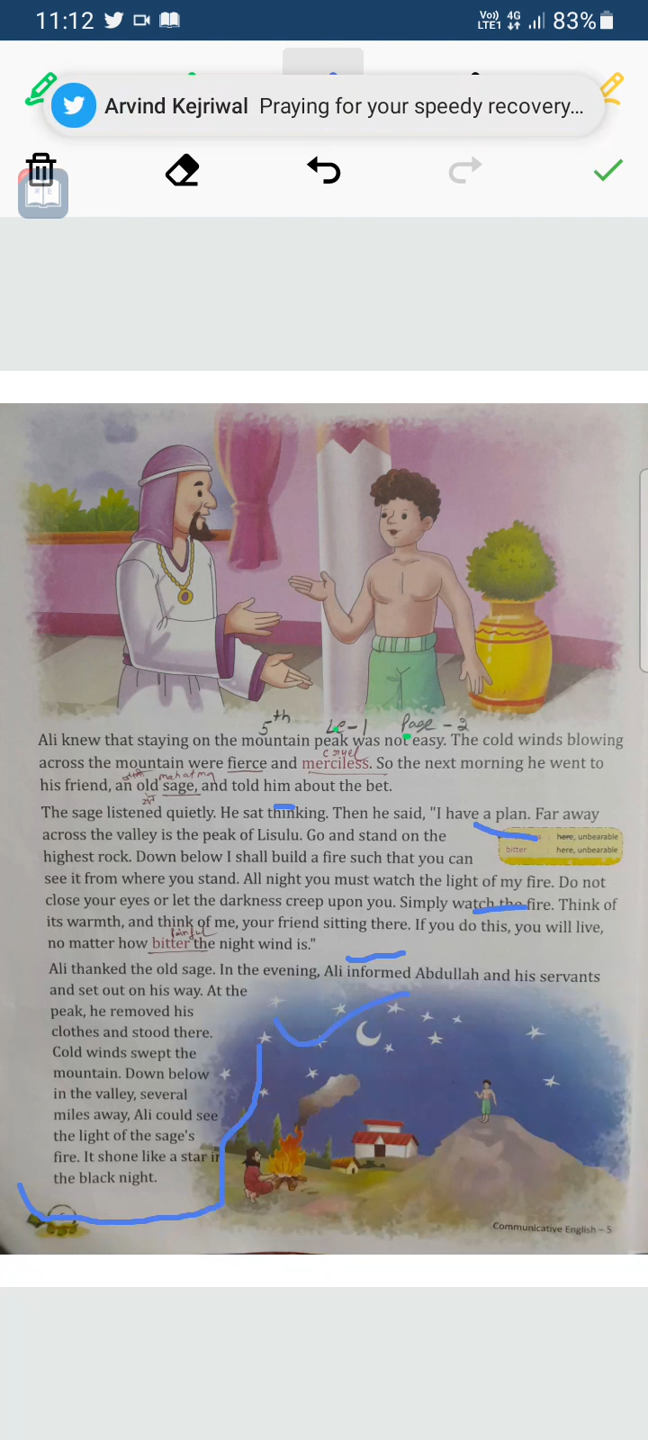 11:12
Vo) 4G
LTE1
83%
Arvind Kejriwal Praying for your speedy recovery...
5th Le-1 Page-2
Ali knew that staying on the mountain peak was not easy. The cold winds blowing
cruel
across the mountain were fierce and merciless. So the next morning he went to
mahatma
his friend, an old sage, and told him about the bet.
The sage listened quietly. He sat thinking. Then he said, "I have a plan. Far away
across the valley is the peak of Lisulu. Go and stand on the
here, unbearable
highest rock. Down below I shall build a fire such that you can
bitter here, unbearable
see it from where you stand. All night you must watch the light of my fire. Do not
close your eyes or let the darkness creep upon you. Simply watch the fire. Think of
its warmth, and think of me, your friend sitting there. If you do this, you will live,
painful
no matter how bitter the night wind is."
Ali thanked the old sage. In the evening, Ali informed Abdullah and his servants
and set out on his way. At the
peak, he removed his
clothes and stood there.
Cold winds swept the
mountain. Down below
in the valley, several
miles away, Ali could see
the light of the sage's
fire. It shone like a star in
the black night.
Communicative English – 5